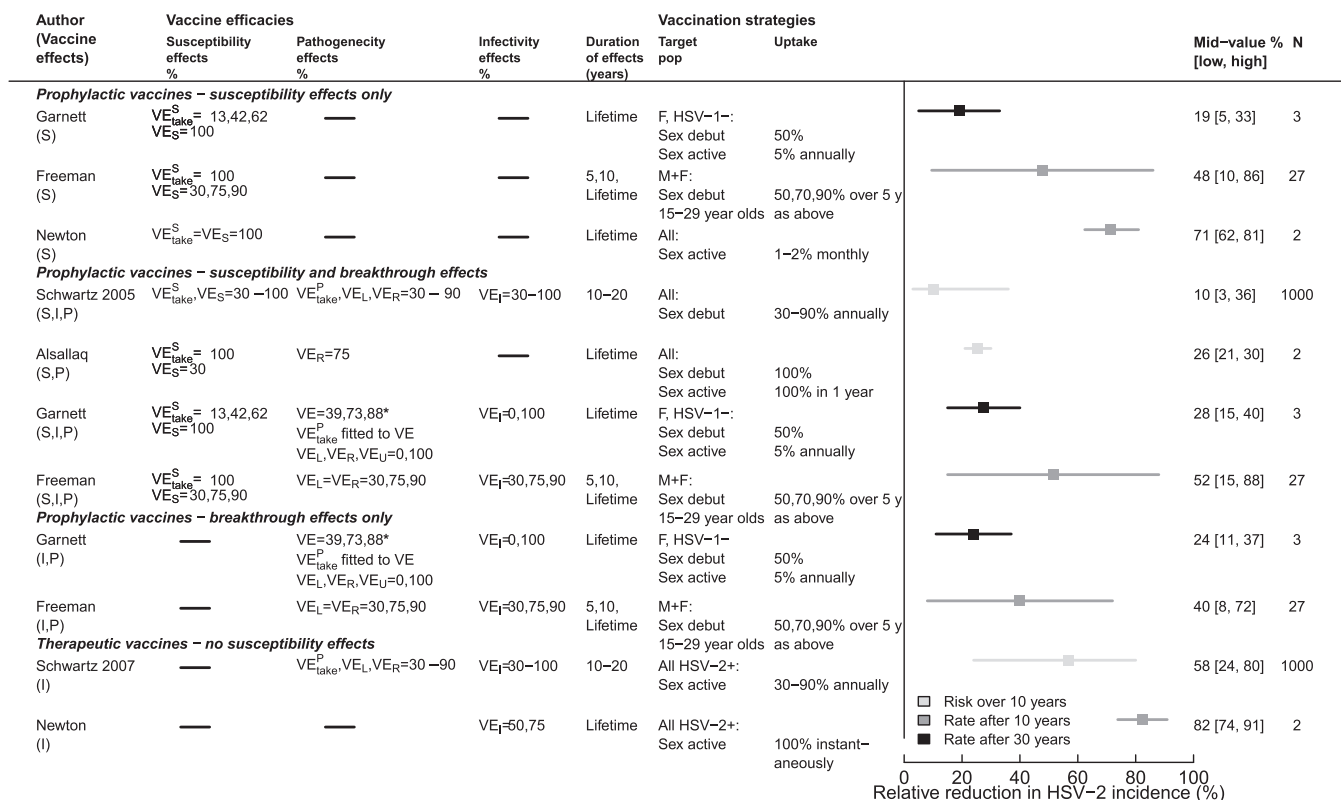 Author Vaccine efficacies Vaccination strategies
(Vaccine Susceptibility Pathogenecity Infectivity Duration Target Uptake Mid−value % N
effects) effects effects effects of effects pop [low, high]
% % % (years)
Prophylactic vaccines − susceptibility effects only
Garnett VE^S_take= 13,42,62 Lifetime F, HSV−1−: 19 [5, 33] 3
(S) VE_S=100 Sex debut 50%
Sex active 5% annually
Freeman VE^S_take= 100 5,10, M+F: 48 [10, 86] 27
(S) VE_S=30,75,90 Lifetime Sex debut 50,70,90% over 5 y
15−29 year olds as above
Newton VE^S_take=VE_S=100 Lifetime All: 71 [62, 81] 2
(S) Sex active 1−2% monthly
Prophylactic vaccines − susceptibility and breakthrough effects
Schwartz 2005 VE^S_take,VE_S=30 −100 VE^P_take,VE_L,VE_R=30 − 90 VE_I=30−100 10−20 All: 10 [3, 36] 1000
(S,I,P) Sex debut 30−90% annually
Alsallaq VE^S_take= 100 VE_R=75 Lifetime All: 26 [21, 30] 2
(S,P) VE_S=30 Sex debut 100%
Sex active 100% in 1 year
Garnett VE^S_take= 13,42,62 VE=39,73,88* VE_I=0,100 Lifetime F, HSV−1−: 28 [15, 40] 3
(S,I,P) VE_S=100 VE^P_take fitted to VE Sex debut 50%
VE_L,VE_R,VE_U=0,100 Sex active 5% annually
Freeman VE^S_take= 100 VE_L=VE_R=30,75,90 VE_I=30,75,90 5,10, M+F: 52 [15, 88] 27
(S,I,P) VE_S=30,75,90 Lifetime Sex debut 50,70,90% over 5 y
Prophylactic vaccines − breakthrough effects only 15−29 year olds as above
Garnett VE=39,73,88* VE_I=0,100 Lifetime F, HSV−1− 24 [11, 37] 3
(I,P) VE^P_take fitted to VE Sex debut 50%
VE_L,VE_R,VE_U=0,100 Sex active 5% annually
Freeman VE_L=VE_R=30,75,90 VE_I=30,75,90 5,10, M+F: 40 [8, 72] 27
(I,P) Lifetime Sex debut 50,70,90% over 5 y
Therapeutic vaccines − no susceptibility effects 15−29 year olds as above
Schwartz 2007 VE^P_take,VE_L,VE_R=30 −90 VE_I=30−100 10−20 All HSV−2+: 58 [24, 80] 1000
(I) Sex active 30−90% annually
Risk over 10 years
Newton VE_I=50,75 Lifetime All HSV−2+: Rate after 10 years 82 [74, 91] 2
(I) Sex active 100% instant− Rate after 30 years
aneously
0 20 40 60 80 100
Relative reduction in HSV−2 incidence (%)